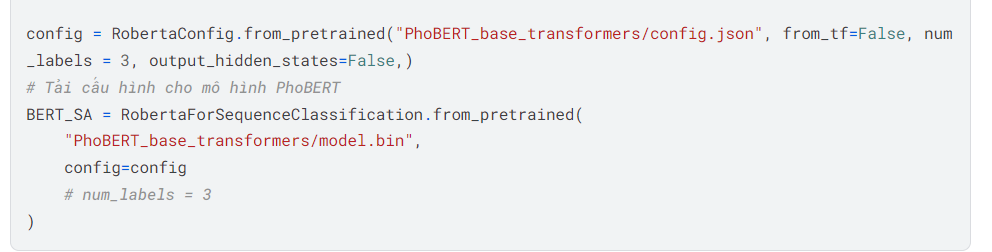 config = RobertaConfig.from_pretrained("PhoBERT_base_transformers/config.json", from_tf=False, num
_labels = 3, output_hidden_states=False,)
# Tải cấu hình cho mô hình PhoBERT
BERT_SA = RobertaForSequenceClassification.from_pretrained(
    "PhoBERT_base_transformers/model.bin",
    config=config
    # num_labels = 3
)